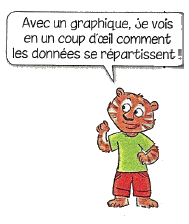 Avec un graphique, je vois
en un coup d'œil comment
les données se répartissent !